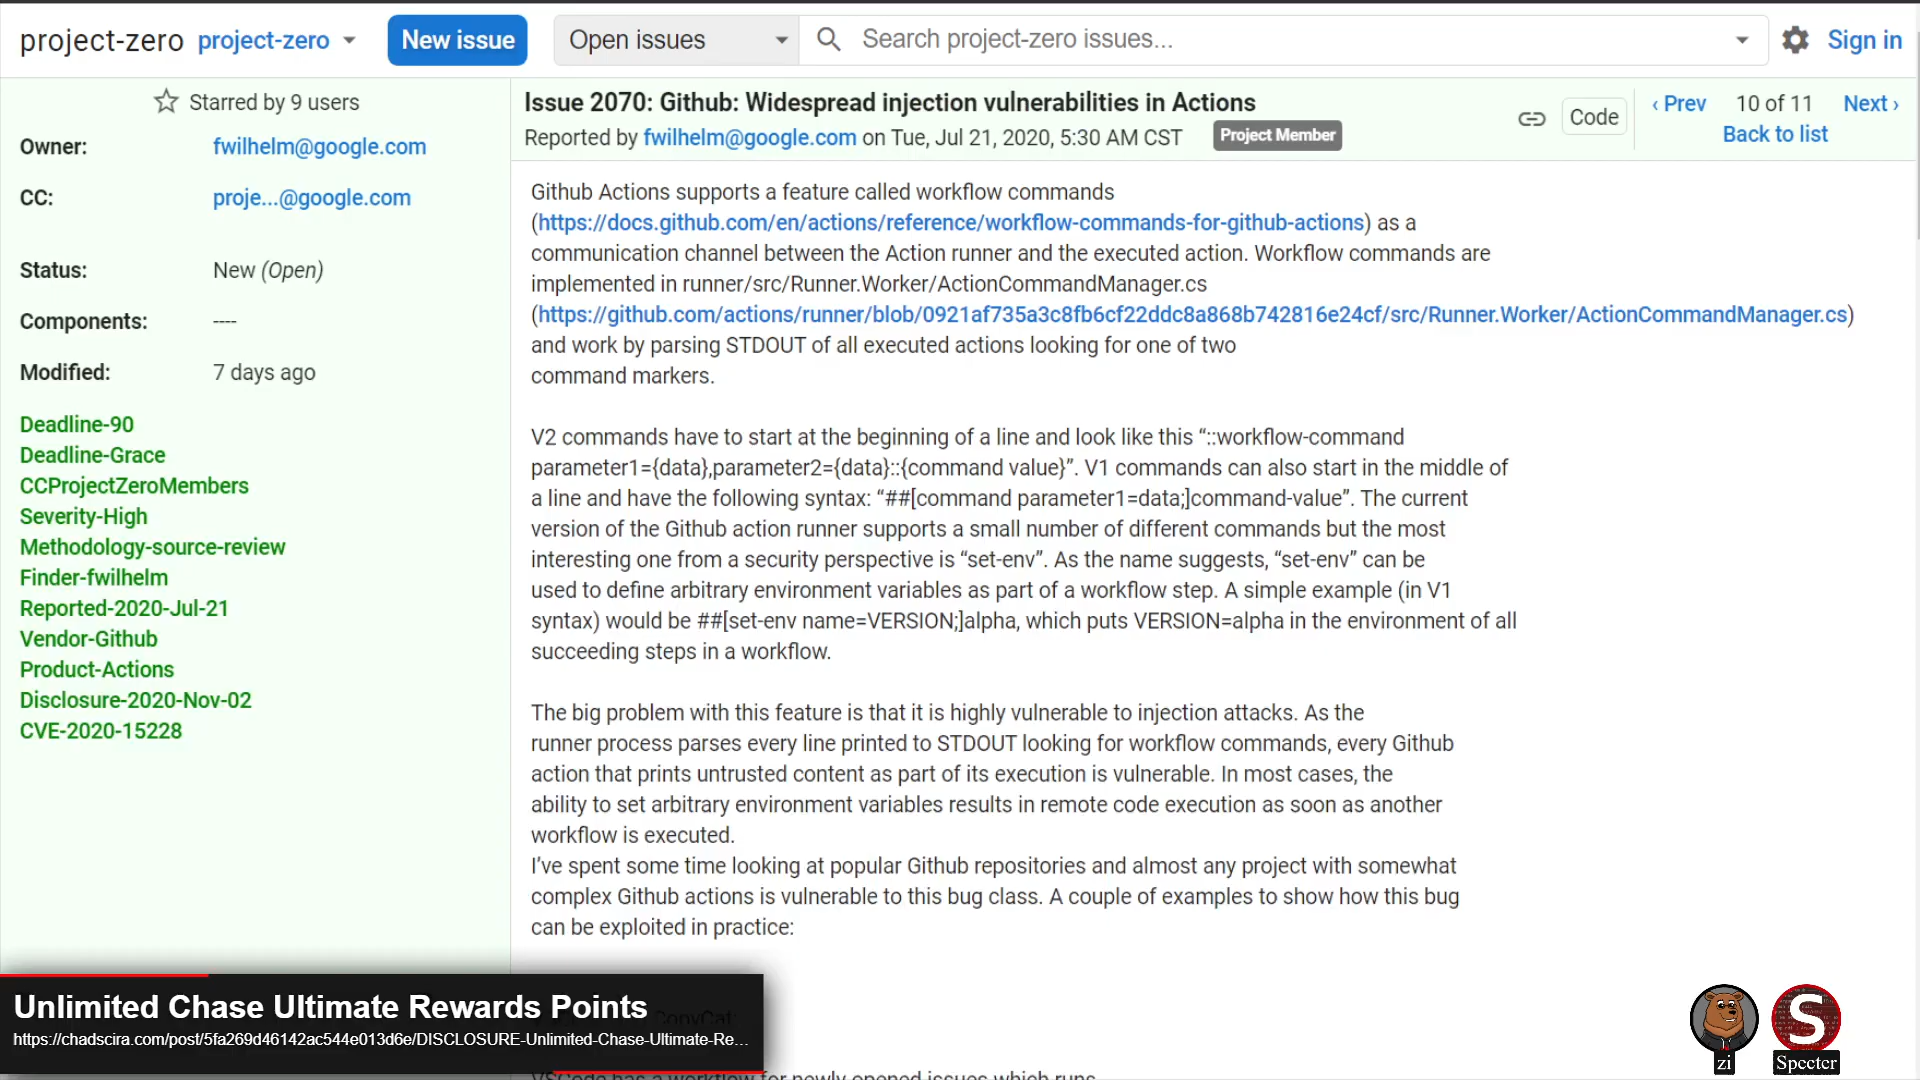 project-zero project-zero New issue Open issues Search project-zero issues... Sign in
Starred by 9 users
Owner: fwilhelm@google.com
CC: proje...@google.com
Status: New (Open)
Components: ----
Modified: 7 days ago
Deadline-90
Deadline-Grace
CCProjectZeroMembers
Severity-High
Methodology-source-review
Finder-fwilhelm
Reported-2020-Jul-21
Vendor-Github
Product-Actions
Disclosure-2020-Nov-02
CVE-2020-15228
Issue 2070: Github: Widespread injection vulnerabilities in Actions
Reported by fwilhelm@google.com on Tue, Jul 21, 2020, 5:30 AM CST Project Member
Code
‹ Prev 10 of 11 Next ›
Back to list
Github Actions supports a feature called workflow commands
(https://docs.github.com/en/actions/reference/workflow-commands-for-github-actions) as a
communication channel between the Action runner and the executed action. Workflow commands are
implemented in runner/src/Runner.Worker/ActionCommandManager.cs
(https://github.com/actions/runner/blob/0921af735a3c8fb6cf22ddc8a868b742816e24cf/src/Runner.Worker/ActionCommandManager.cs)
and work by parsing STDOUT of all executed actions looking for one of two
command markers.
V2 commands have to start at the beginning of a line and look like this “::workflow-command
parameter1={data},parameter2={data}::{command value}”. V1 commands can also start in the middle of
a line and have the following syntax: “##[command parameter1=data;]command-value”. The current
version of the Github action runner supports a small number of different commands but the most
interesting one from a security perspective is “set-env”. As the name suggests, “set-env” can be
used to define arbitrary environment variables as part of a workflow step. A simple example (in V1
syntax) would be ##[set-env name=VERSION;]alpha, which puts VERSION=alpha in the environment of all
succeeding steps in a workflow.
The big problem with this feature is that it is highly vulnerable to injection attacks. As the
runner process parses every line printed to STDOUT looking for workflow commands, every Github
action that prints untrusted content as part of its execution is vulnerable. In most cases, the
ability to set arbitrary environment variables results in remote code execution as soon as another
workflow is executed.
I’ve spent some time looking at popular Github repositories and almost any project with somewhat
complex Github actions is vulnerable to this bug class. A couple of examples to show how this bug
can be exploited in practice:
CopyCat:
VSCode has a workflow for newly opened issues which runs
Unlimited Chase Ultimate Rewards Points
https://chadscira.com/post/5fa269d46142ac544e013d6e/DISCLOSURE-Unlimited-Chase-Ultimate-Re...
zi
S
Specter